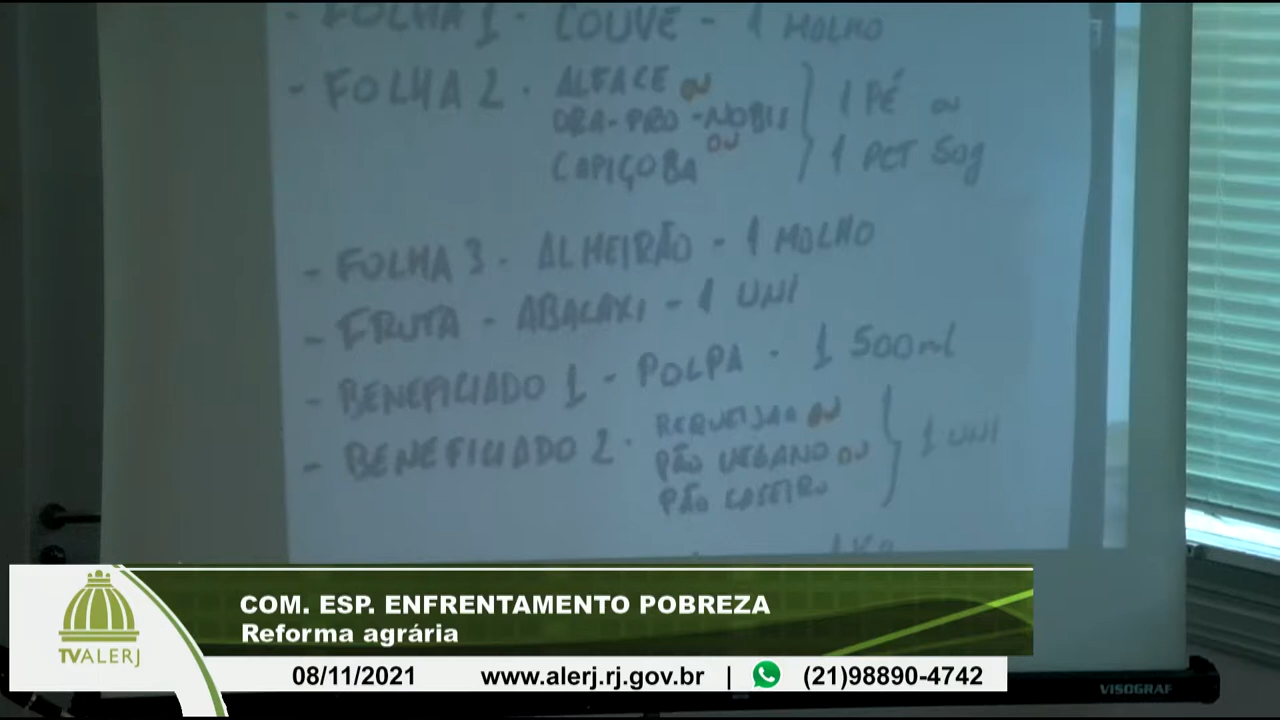 - FOLHA 1 - COUVE - 1 MOLHO
- FOLHA 2 - ALFACE OU
ORA-PRO-NOBIS OU
CAPIÇOBA
1 PÉ OU
1 PCT 50g
- FOLHA 3 - ALMEIRÃO - 1 MOLHO
- FRUTA - ABACAXI - 1 UNI
- BENEFICIADO 1 - POLPA - 1 500ml
- BENEFICIADO 2 - REQUEIJÃO OU
PÃO VEGANO OU
PÃO CASEIRO
1 UNI
COM. ESP. ENFRENTAMENTO POBREZA
Reforma agrária
TVALERJ
08/11/2021 www.alerj.rj.gov.br | (21)98890-4742
VISOGRAF